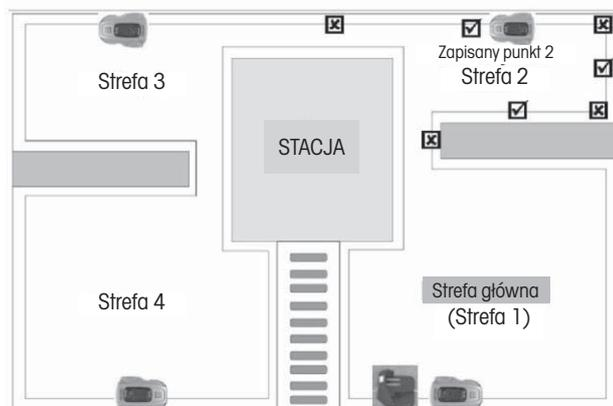 Zapisany punkt 2
Strefa 3
Strefa 2
STACJA
Strefa główna
Strefa 4
(Strefa 1)